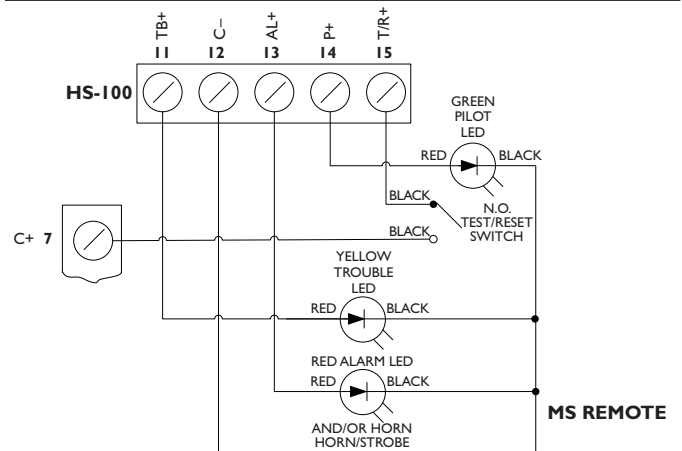 TB+ C– AL+ P+ T/R+
11 12 13 14 15
HS-100
GREEN
PILOT
LED
RED BLACK
BLACK
N.O.
TEST/RESET
SWITCH
BLACK
C+ 7
YELLOW
TROUBLE
LED
RED BLACK
RED ALARM LED
RED BLACK
MS REMOTE
AND/OR HORN
HORN/STROBE